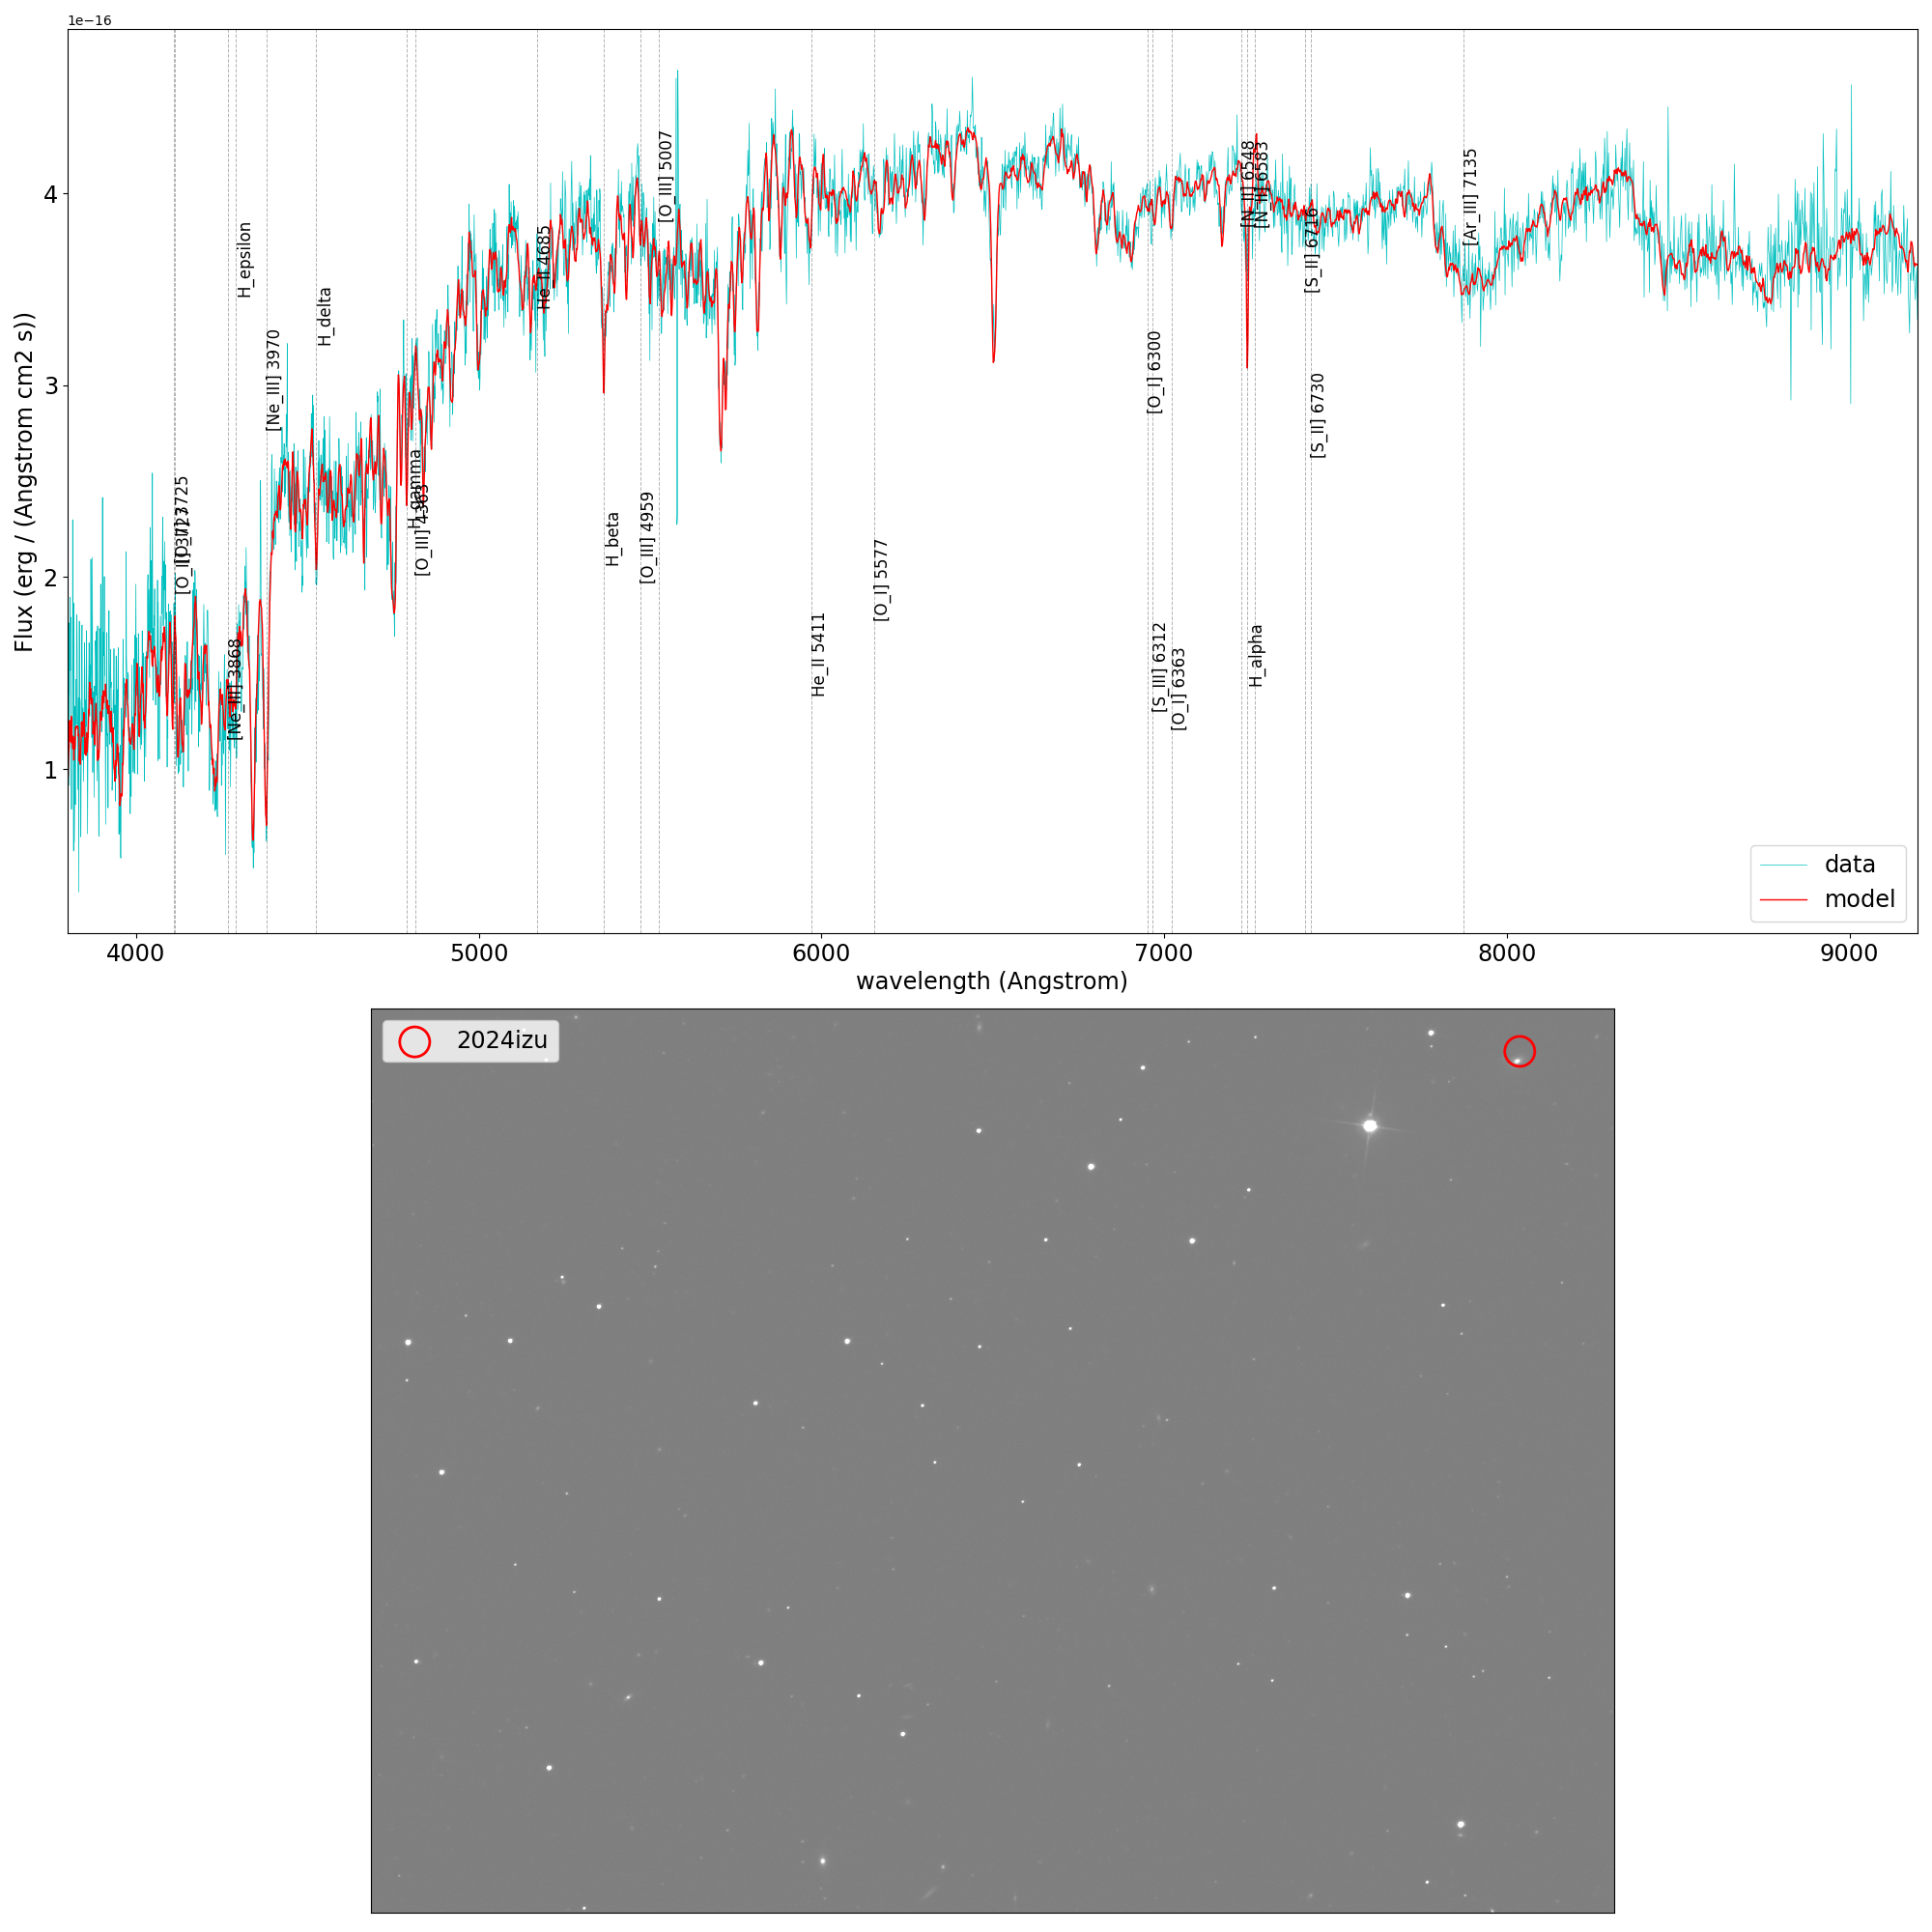 1e−16
Flux (erg / (Angstrom cm2 s))
4
3
2
1
[O_II] 3725
[Ne_III] 3868
H_epsilon
[Ne_III] 3970
H_delta
H_gamma
[O_III] 4363
He_II 4685
H_beta
[O_III] 4959
[O_III] 5007
He_II 5411
[O_I] 5577
[O_I] 6300
[S_III] 6312
[O_I] 6363
[N_II] 6548
H_alpha
[N_II] 6583
[S_II] 6716
[S_II] 6730
[Ar_III] 7135
data
model
4000 5000 6000 7000 8000 9000
wavelength (Angstrom)
2024izu